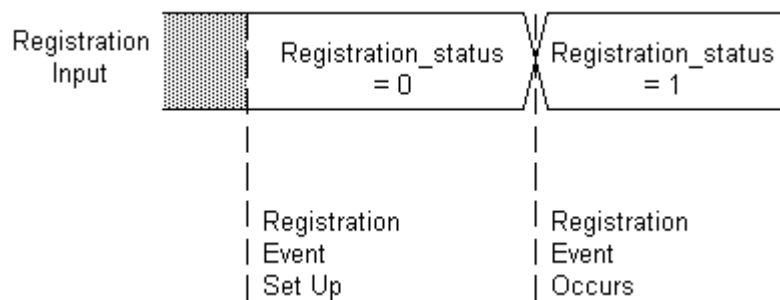 Registration
Input
Registration_status
= 0
Registration_status
= 1
Registration
Event
Set Up
Registration
Event
Occurs